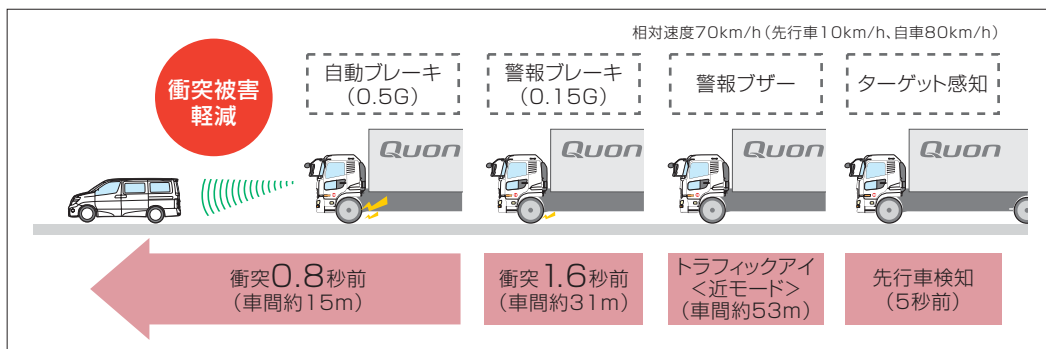 相対速度70km/h（先行車10km/h、自車80km/h）
衝突被害
軽減
自動ブレーキ
（0.5G）
警報ブレーキ
（0.15G）
警報ブザー
ターゲット感知
Quon
Quon
Quon
Quon
衝突0.8秒前
（車間約15m）
衝突1.6秒前
（車間約31m）
トラフィックアイ
<近モード>
（車間約53m）
先行車検知
（5秒前）